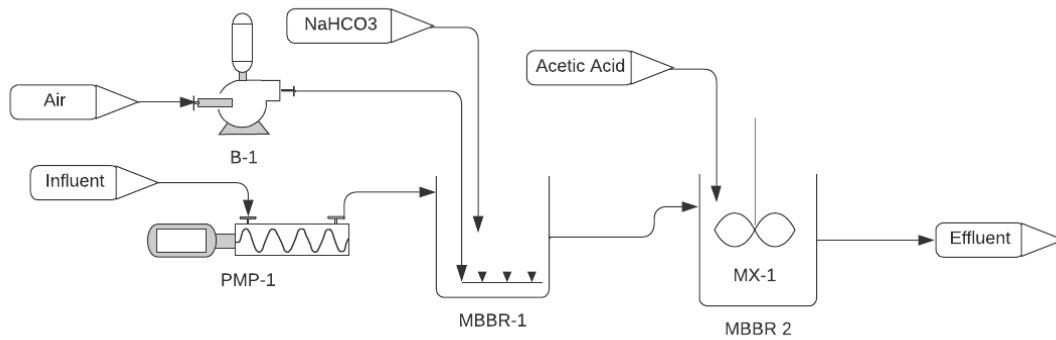 NaHCO3
Acetic Acid
Air
B-1
Influent
PMP-1
MBBR-1
MX-1
Effluent
MBBR 2